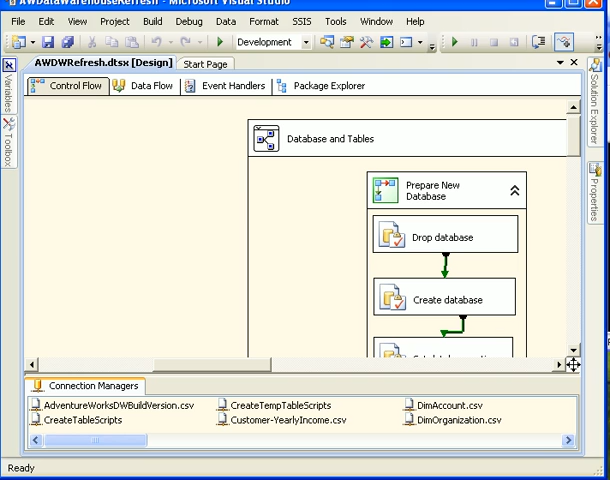 AWDataWarehouseRefresh - Microsoft Visual Studio
File Edit View Project Build Debug Data Format SSIS Tools Window Help
Development
AWDWRefresh.dtsx [Design] Start Page
Control Flow Data Flow Event Handlers Package Explorer
Variables
Toolbox
Solution Explorer
Properties
Database and Tables
Prepare New
Database
Drop database
Create database
Connection Managers
AdventureWorksDWBuildVersion.csv CreateTempTableScripts DimAccount.csv
CreateTableScripts Customer-YearlyIncome.csv DimOrganization.csv
Ready